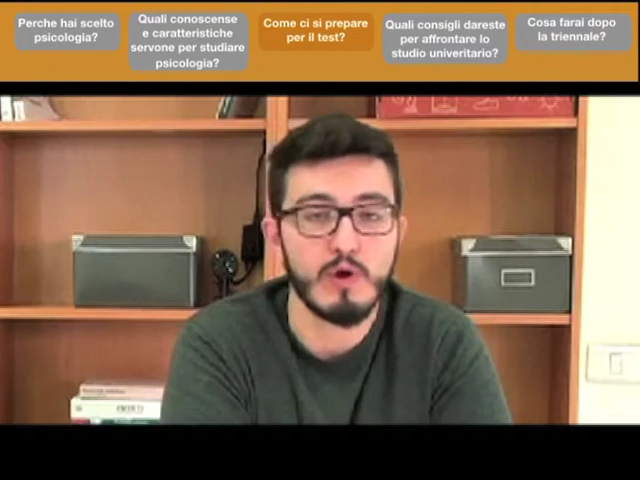 Perche hai scelto
psicologia?
Quali conoscense
e caratteristiche
servone per studiare
psicologia?
Come ci si prepare
per il test?
Quali consigli dareste
per affrontare lo
studio univeritario?
Cosa farai dopo
la triennale?